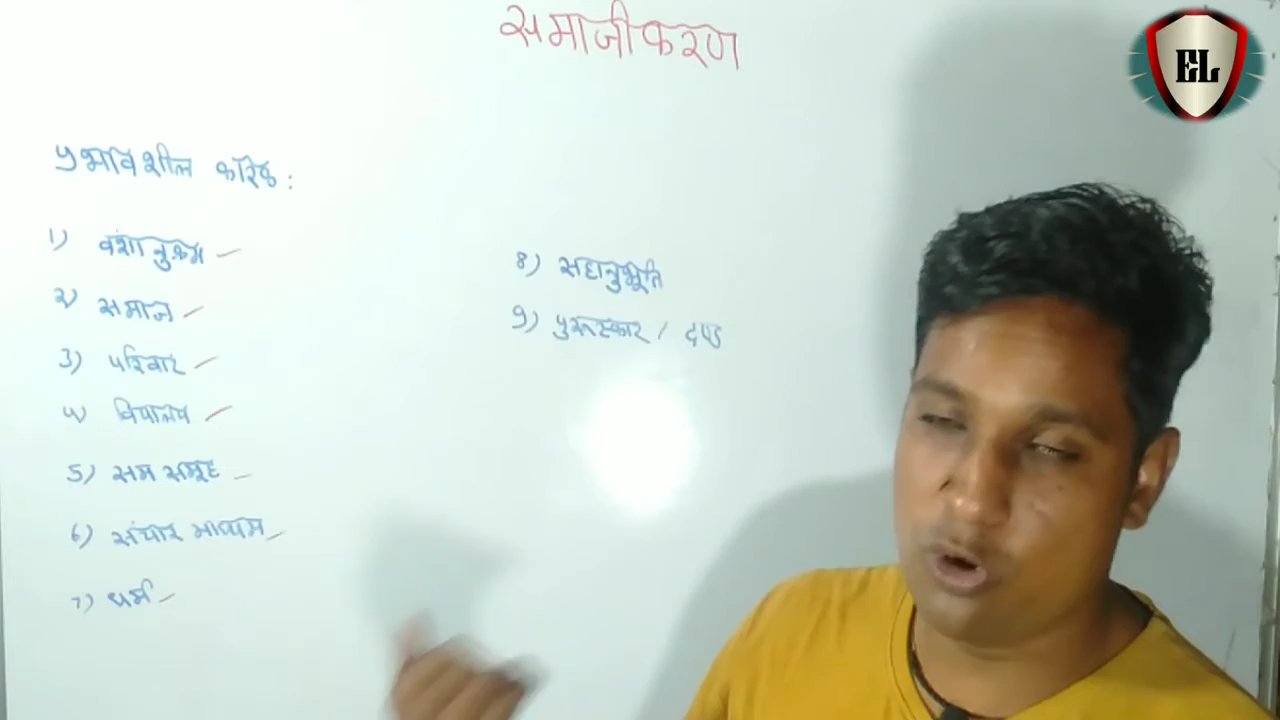 समाजीकरण
EL
प्रभावशील कारक :
1) वंशानुक्रम
2) समाज
3) परिवार
4) विद्यालय
5) सम समूह
6) संचार माध्यम
7) धर्म
8) सहानुभूति
9) पुरूस्कार / दण्ड